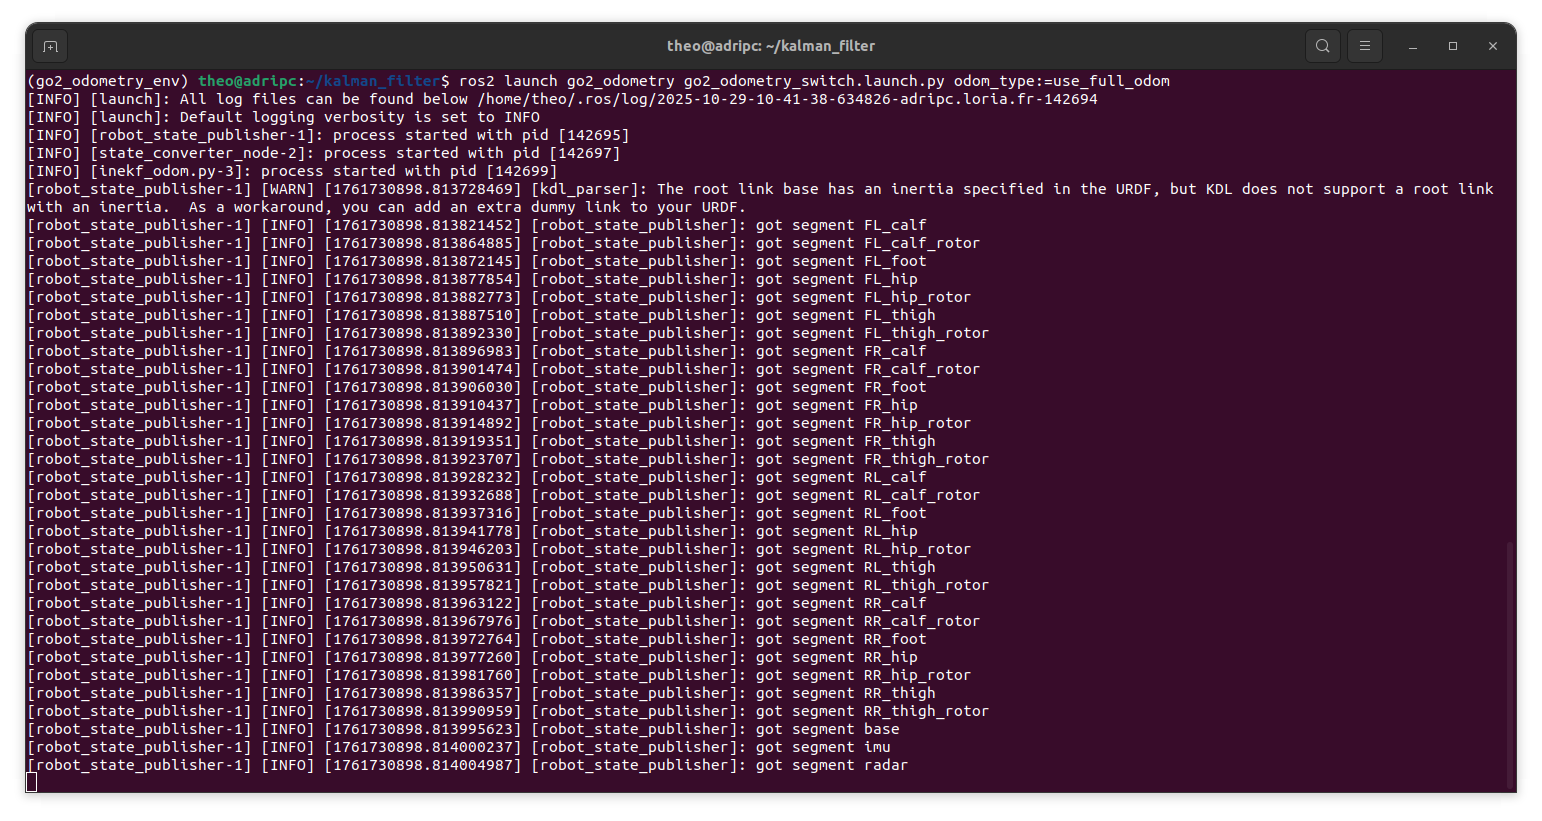 theo@adripc: ~/kalman_filter
(go2_odometry_env) theo@adripc:~/kalman_filter$ ros2 launch go2_odometry go2_odometry_switch.launch.py odom_type:=use_full_odom
[INFO] [launch]: All log files can be found below /home/theo/.ros/log/2025-10-29-10-41-38-634826-adripc.loria.fr-142694
[INFO] [launch]: Default logging verbosity is set to INFO
[INFO] [robot_state_publisher-1]: process started with pid [142695]
[INFO] [state_converter_node-2]: process started with pid [142697]
[INFO] [inekf_odom.py-3]: process started with pid [142699]
[robot_state_publisher-1] [WARN] [1761730898.813728469] [kdl_parser]: The root link base has an inertia specified in the URDF, but KDL does not support a root link
with an inertia.  As a workaround, you can add an extra dummy link to your URDF.
[robot_state_publisher-1] [INFO] [1761730898.813821452] [robot_state_publisher]: got segment FL_calf
[robot_state_publisher-1] [INFO] [1761730898.813864885] [robot_state_publisher]: got segment FL_calf_rotor
[robot_state_publisher-1] [INFO] [1761730898.813872145] [robot_state_publisher]: got segment FL_foot
[robot_state_publisher-1] [INFO] [1761730898.813877854] [robot_state_publisher]: got segment FL_hip
[robot_state_publisher-1] [INFO] [1761730898.813882773] [robot_state_publisher]: got segment FL_hip_rotor
[robot_state_publisher-1] [INFO] [1761730898.813887510] [robot_state_publisher]: got segment FL_thigh
[robot_state_publisher-1] [INFO] [1761730898.813892330] [robot_state_publisher]: got segment FL_thigh_rotor
[robot_state_publisher-1] [INFO] [1761730898.813896983] [robot_state_publisher]: got segment FR_calf
[robot_state_publisher-1] [INFO] [1761730898.813901474] [robot_state_publisher]: got segment FR_calf_rotor
[robot_state_publisher-1] [INFO] [1761730898.813906030] [robot_state_publisher]: got segment FR_foot
[robot_state_publisher-1] [INFO] [1761730898.813910437] [robot_state_publisher]: got segment FR_hip
[robot_state_publisher-1] [INFO] [1761730898.813914892] [robot_state_publisher]: got segment FR_hip_rotor
[robot_state_publisher-1] [INFO] [1761730898.813919351] [robot_state_publisher]: got segment FR_thigh
[robot_state_publisher-1] [INFO] [1761730898.813923707] [robot_state_publisher]: got segment FR_thigh_rotor
[robot_state_publisher-1] [INFO] [1761730898.813928232] [robot_state_publisher]: got segment RL_calf
[robot_state_publisher-1] [INFO] [1761730898.813932688] [robot_state_publisher]: got segment RL_calf_rotor
[robot_state_publisher-1] [INFO] [1761730898.813937316] [robot_state_publisher]: got segment RL_foot
[robot_state_publisher-1] [INFO] [1761730898.813941778] [robot_state_publisher]: got segment RL_hip
[robot_state_publisher-1] [INFO] [1761730898.813946203] [robot_state_publisher]: got segment RL_hip_rotor
[robot_state_publisher-1] [INFO] [1761730898.813950631] [robot_state_publisher]: got segment RL_thigh
[robot_state_publisher-1] [INFO] [1761730898.813957821] [robot_state_publisher]: got segment RL_thigh_rotor
[robot_state_publisher-1] [INFO] [1761730898.813963122] [robot_state_publisher]: got segment RR_calf
[robot_state_publisher-1] [INFO] [1761730898.813967976] [robot_state_publisher]: got segment RR_calf_rotor
[robot_state_publisher-1] [INFO] [1761730898.813972764] [robot_state_publisher]: got segment RR_foot
[robot_state_publisher-1] [INFO] [1761730898.813977260] [robot_state_publisher]: got segment RR_hip
[robot_state_publisher-1] [INFO] [1761730898.813981760] [robot_state_publisher]: got segment RR_hip_rotor
[robot_state_publisher-1] [INFO] [1761730898.813986357] [robot_state_publisher]: got segment RR_thigh
[robot_state_publisher-1] [INFO] [1761730898.813990959] [robot_state_publisher]: got segment RR_thigh_rotor
[robot_state_publisher-1] [INFO] [1761730898.813995623] [robot_state_publisher]: got segment base
[robot_state_publisher-1] [INFO] [1761730898.814000237] [robot_state_publisher]: got segment imu
[robot_state_publisher-1] [INFO] [1761730898.814004987] [robot_state_publisher]: got segment radar